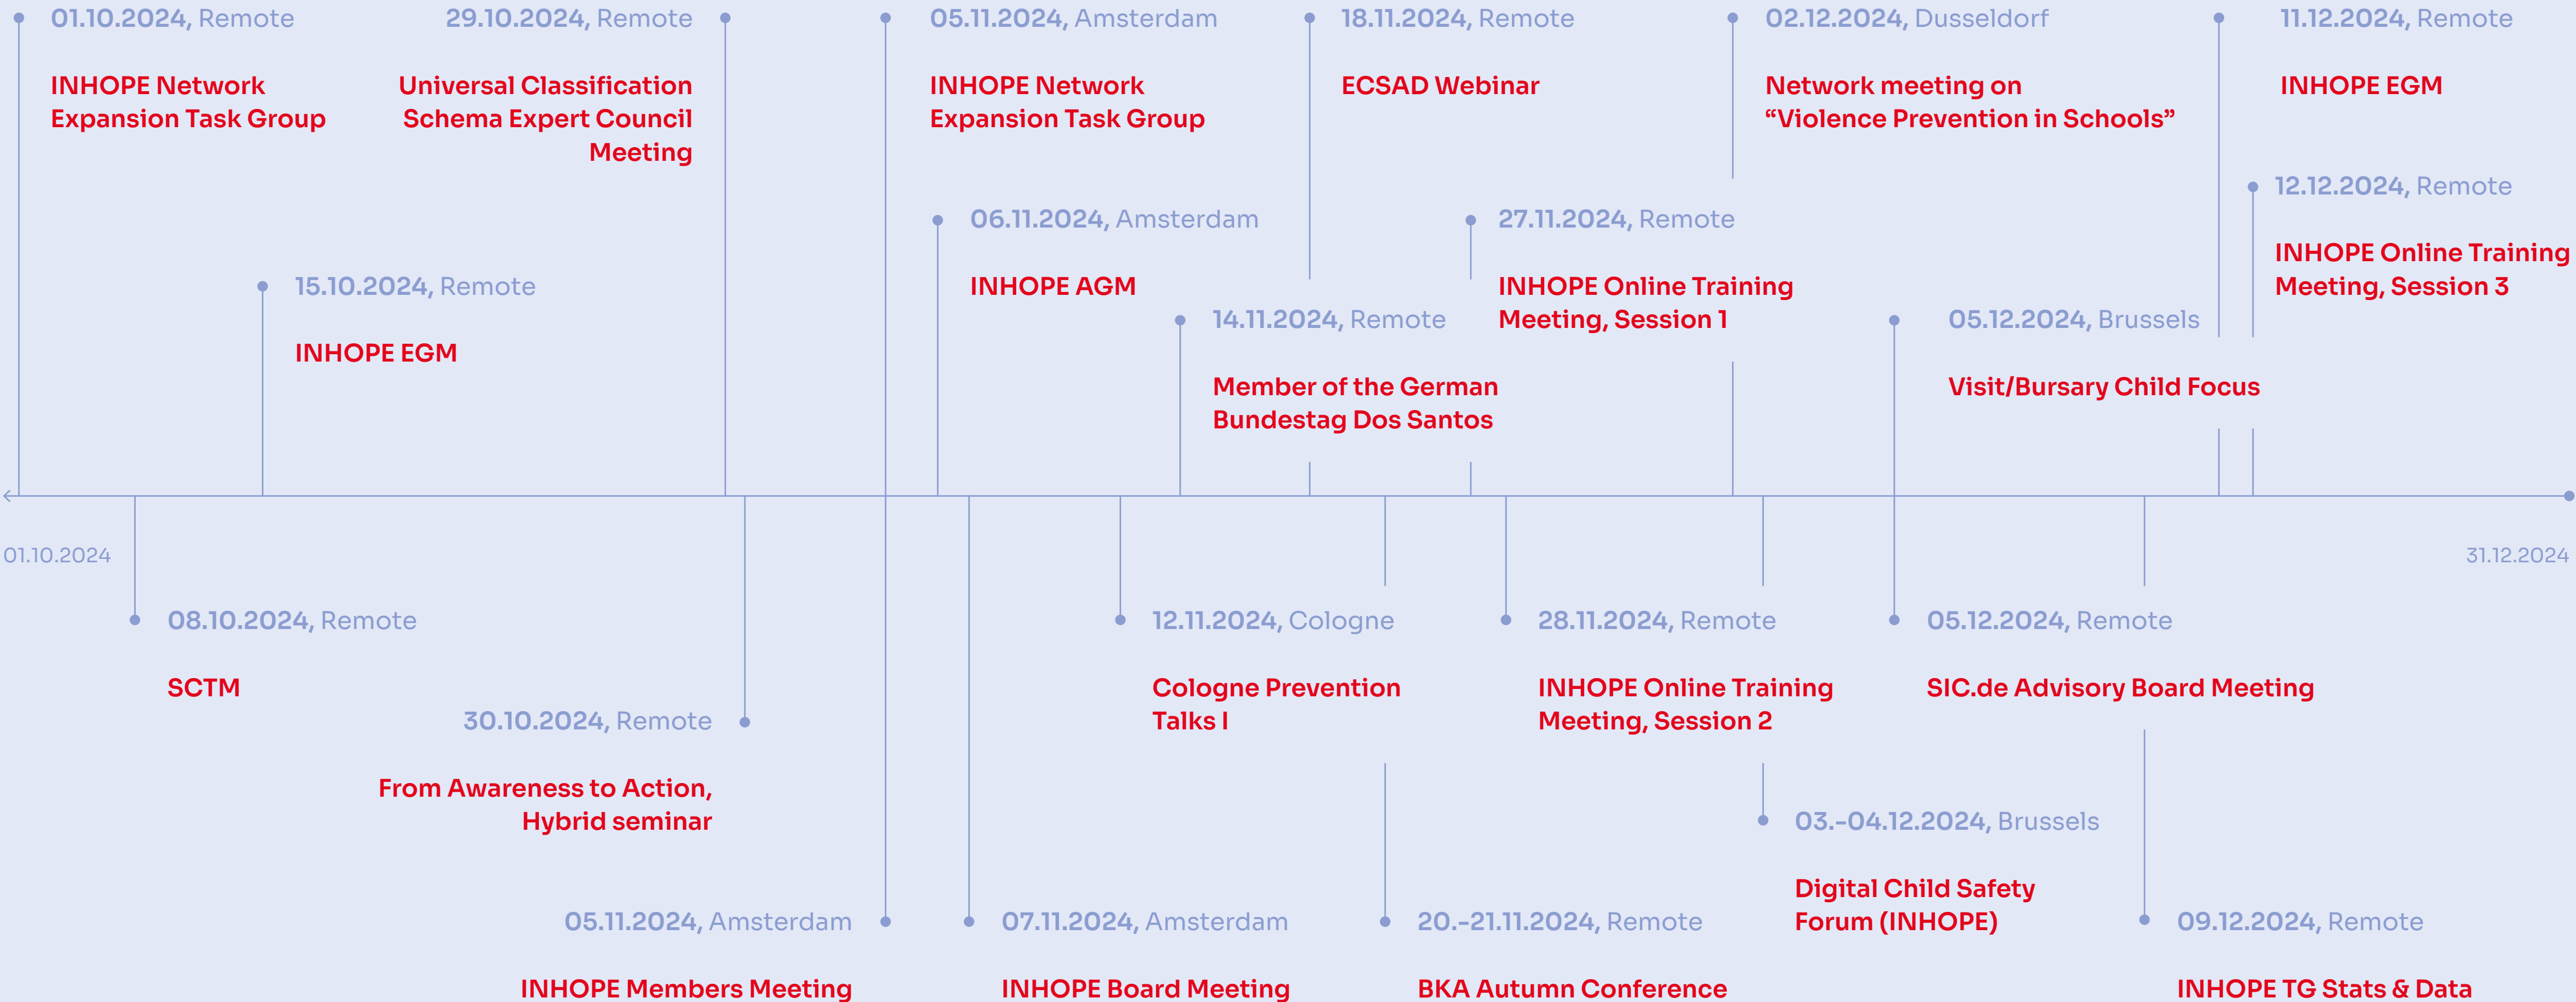 01.10.2024, Remote
INHOPE Network
Expansion Task Group
29.10.2024, Remote
Universal Classification
Schema Expert Council
Meeting
05.11.2024, Amsterdam
INHOPE Network
Expansion Task Group
18.11.2024, Remote
ECSAD Webinar
02.12.2024, Dusseldorf
Network meeting on
“Violence Prevention in Schools”
11.12.2024, Remote
INHOPE EGM
12.12.2024, Remote
INHOPE Online Training
Meeting, Session 3
06.11.2024, Amsterdam
INHOPE AGM
27.11.2024, Remote
INHOPE Online Training
Meeting, Session 1
15.10.2024, Remote
INHOPE EGM
14.11.2024, Remote
Member of the German
Bundestag Dos Santos
05.12.2024, Brussels
Visit/Bursary Child Focus
01.10.2024
31.12.2024
08.10.2024, Remote
SCTM
12.11.2024, Cologne
Cologne Prevention
Talks I
28.11.2024, Remote
INHOPE Online Training
Meeting, Session 2
05.12.2024, Remote
SIC.de Advisory Board Meeting
30.10.2024, Remote
From Awareness to Action,
Hybrid seminar
03.-04.12.2024, Brussels
Digital Child Safety
Forum (INHOPE)
05.11.2024, Amsterdam
INHOPE Members Meeting
07.11.2024, Amsterdam
INHOPE Board Meeting
20.-21.11.2024, Remote
BKA Autumn Conference
09.12.2024, Remote
INHOPE TG Stats & Data